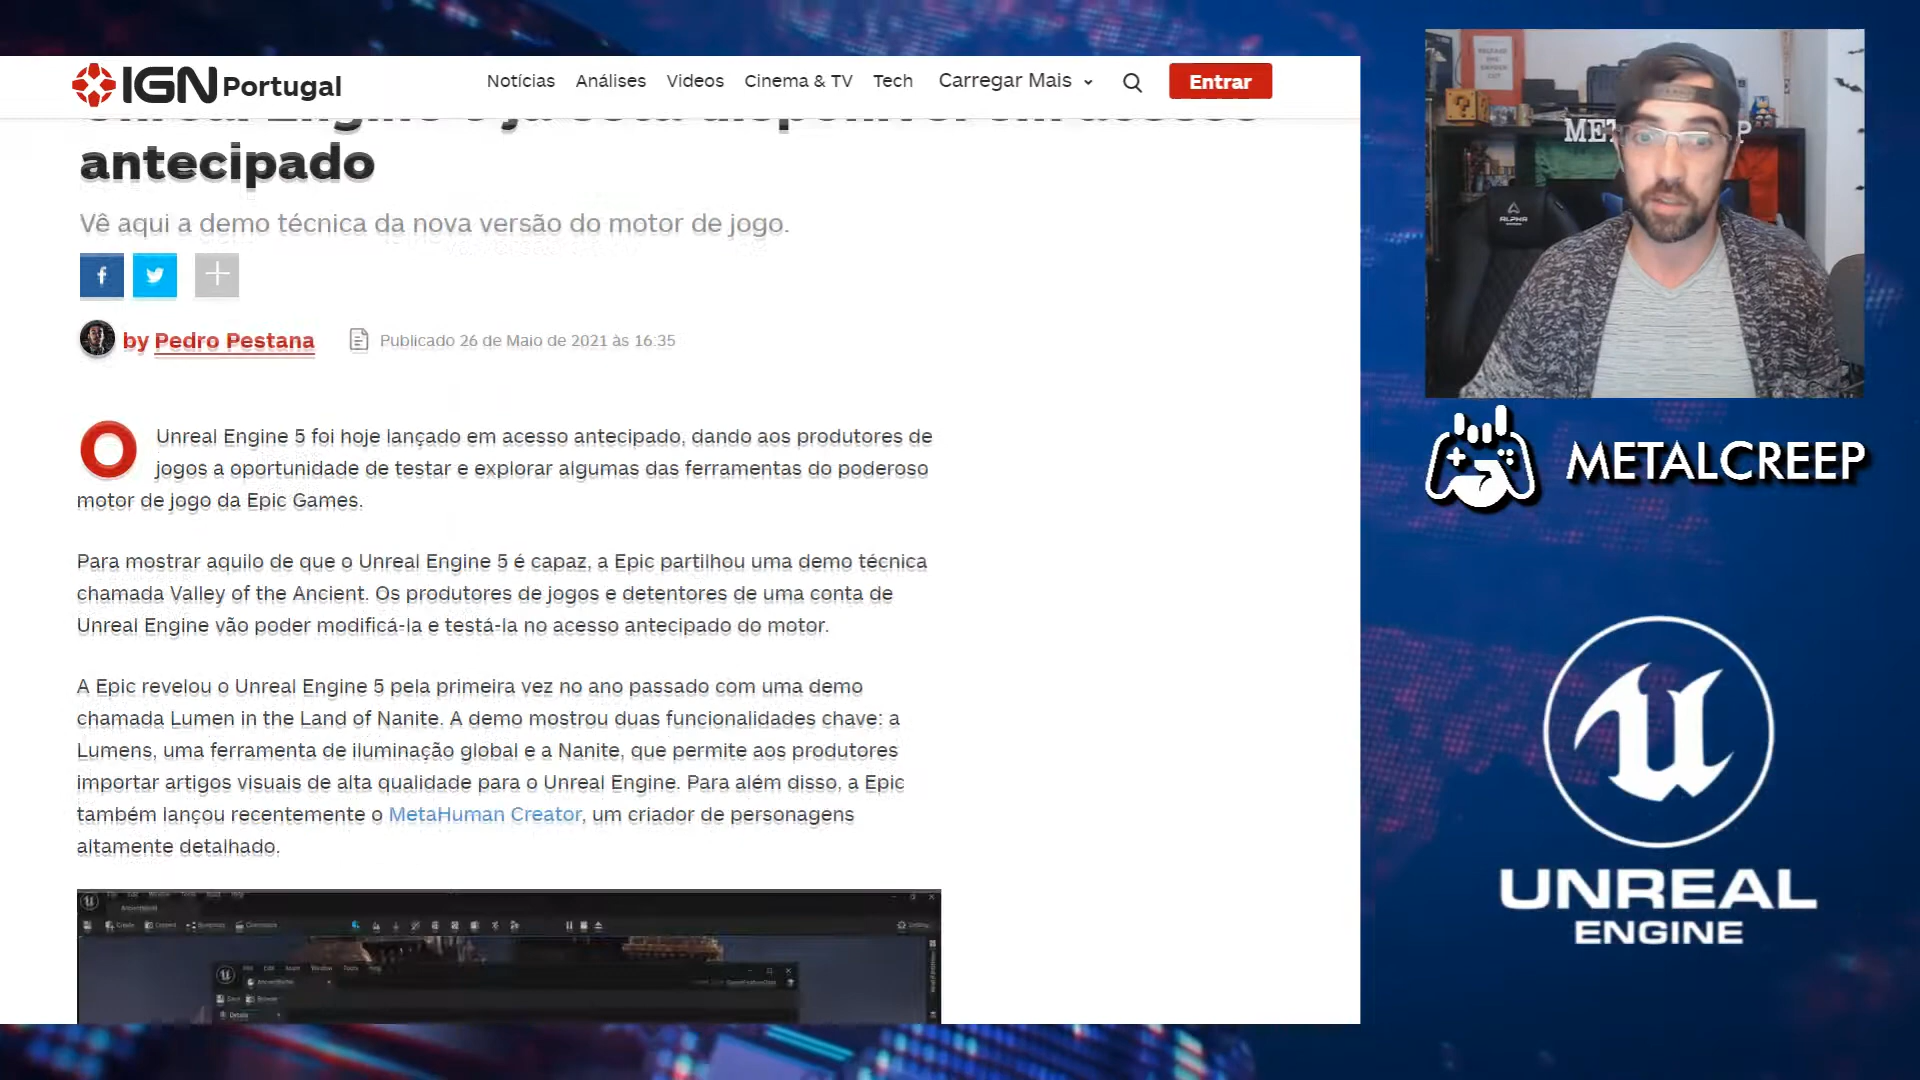 IGN Portugal
Notícias Análises Videos Cinema & TV Tech Carregar Mais Entrar
antecipado
Vê aqui a demo técnica da nova versão do motor de jogo.
by Pedro Pestana Publicado 26 de Maio de 2021 às 16:35
O Unreal Engine 5 foi hoje lançado em acesso antecipado, dando aos produtores de
jogos a oportunidade de testar e explorar algumas das ferramentas do poderoso
motor de jogo da Epic Games.
Para mostrar aquilo de que o Unreal Engine 5 é capaz, a Epic partilhou uma demo técnica
chamada Valley of the Ancient. Os produtores de jogos e detentores de uma conta de
Unreal Engine vão poder modificá-la e testá-la no acesso antecipado do motor.
A Epic revelou o Unreal Engine 5 pela primeira vez no ano passado com uma demo
chamada Lumen in the Land of Nanite. A demo mostrou duas funcionalidades chave: a
Lumens, uma ferramenta de iluminação global e a Nanite, que permite aos produtores
importar artigos visuais de alta qualidade para o Unreal Engine. Para além disso, a Epic
também lançou recentemente o MetaHuman Creator, um criador de personagens
altamente detalhado.
File Edit Window Tools Help
Details
ALPHA
METALCREEP
UNREAL
ENGINE